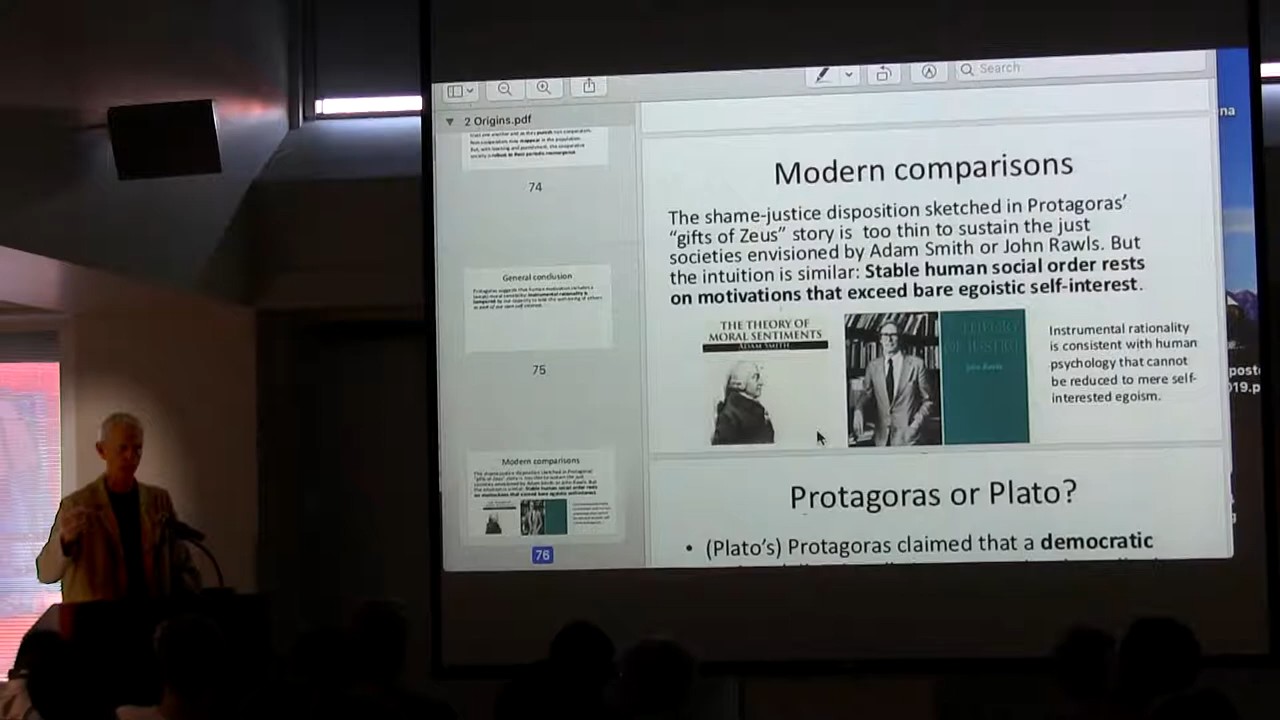 Search
2 Origins.pdf
74
General conclusion
75
Modern comparisons
76
Modern comparisons
The shame-justice disposition sketched in Protagoras'
"gifts of Zeus" story is too thin to sustain the just
societies envisioned by Adam Smith or John Rawls. But
the intuition is similar: Stable human social order rests
on motivations that exceed bare egoistic self-interest.
THE THEORY OF
MORAL SENTIMENTS
ADAM SMITH
John Rawls
Instrumental rationality
is consistent with human
psychology that cannot
be reduced to mere self-
interested egoism.
Protagoras or Plato?
• (Plato's) Protagoras claimed that a democratic
na